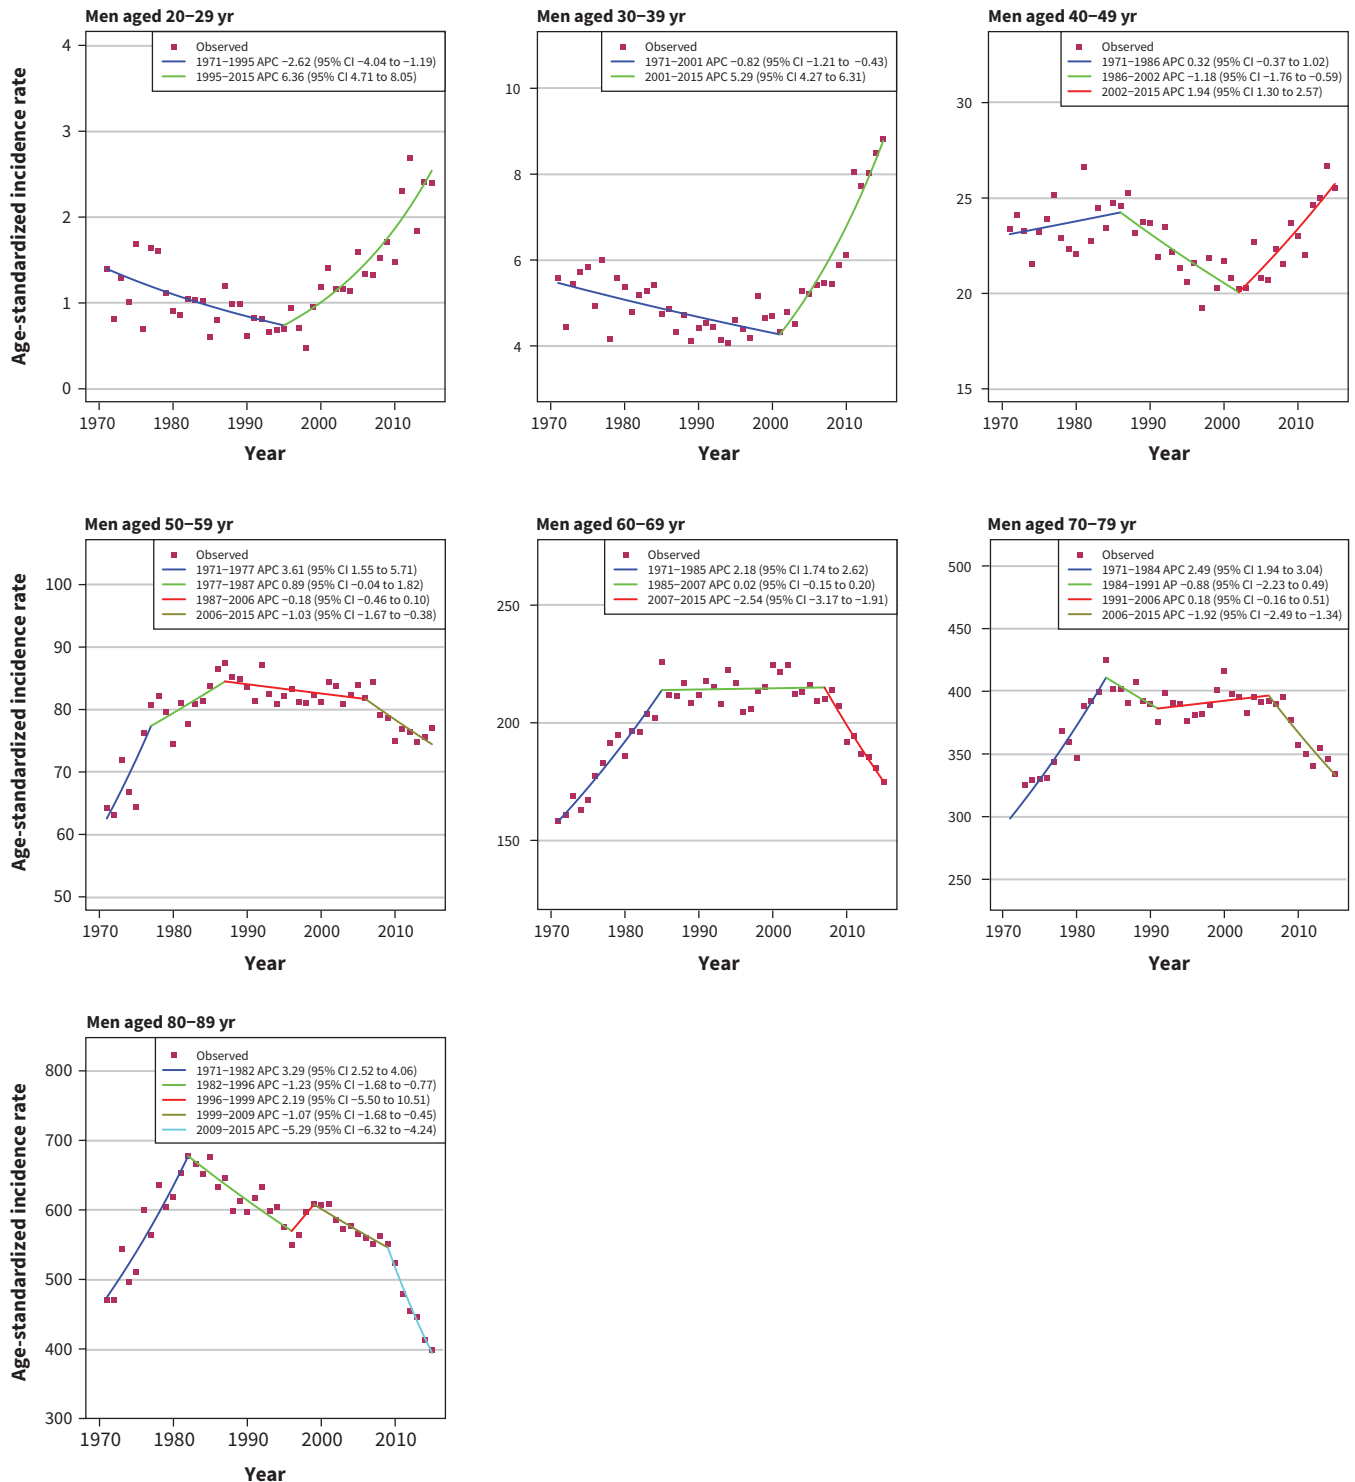 Men aged 20−29 yr
Age-standardized incidence rate
4
3
2
1
0
Observed
1971−1995 APC −2.62 (95% CI −4.04 to −1.19)
1995−2015 APC 6.36 (95% CI 4.71 to 8.05)
1970 1980 1990 2000 2010
Year
Men aged 30−39 yr
10
8
6
4
Observed
1971−2001 APC −0.82 (95% CI −1.21 to −0.43)
2001−2015 APC 5.29 (95% CI 4.27 to 6.31)
1970 1980 1990 2000 2010
Year
Men aged 40−49 yr
30
25
20
15
Observed
1971−1986 APC 0.32 (95% CI −0.37 to 1.02)
1986−2002 APC −1.18 (95% CI −1.76 to −0.59)
2002−2015 APC 1.94 (95% CI 1.30 to 2.57)
1970 1980 1990 2000 2010
Year
Men aged 50−59 yr
Age-standardized incidence rate
100
90
80
70
60
50
Observed
1971−1977 APC 3.61 (95% CI 1.55 to 5.71)
1977−1987 APC 0.89 (95% CI −0.04 to 1.82)
1987−2006 APC −0.18 (95% CI −0.46 to 0.10)
2006−2015 APC −1.03 (95% CI −1.67 to −0.38)
1970 1980 1990 2000 2010
Year
Men aged 60−69 yr
250
200
150
Observed
1971−1985 APC 2.18 (95% CI 1.74 to 2.62)
1985−2007 APC 0.02 (95% CI −0.15 to 0.20)
2007−2015 APC −2.54 (95% CI −3.17 to −1.91)
1970 1980 1990 2000 2010
Year
Men aged 70−79 yr
500
450
400
350
300
250
Observed
1971−1984 APC 2.49 (95% CI 1.94 to 3.04)
1984−1991 AP −0.88 (95% CI −2.23 to 0.49)
1991−2006 APC 0.18 (95% CI −0.16 to 0.51)
2006−2015 APC −1.92 (95% CI −2.49 to −1.34)
1970 1980 1990 2000 2010
Year
Men aged 80−89 yr
Age-standardized incidence rate
800
700
600
500
400
300
Observed
1971−1982 APC 3.29 (95% CI 2.52 to 4.06)
1982−1996 APC −1.23 (95% CI −1.68 to −0.77)
1996−1999 APC 2.19 (95% CI −5.50 to 10.51)
1999−2009 APC −1.07 (95% CI −1.68 to −0.45)
2009−2015 APC −5.29 (95% CI −6.32 to −4.24)
1970 1980 1990 2000 2010
Year